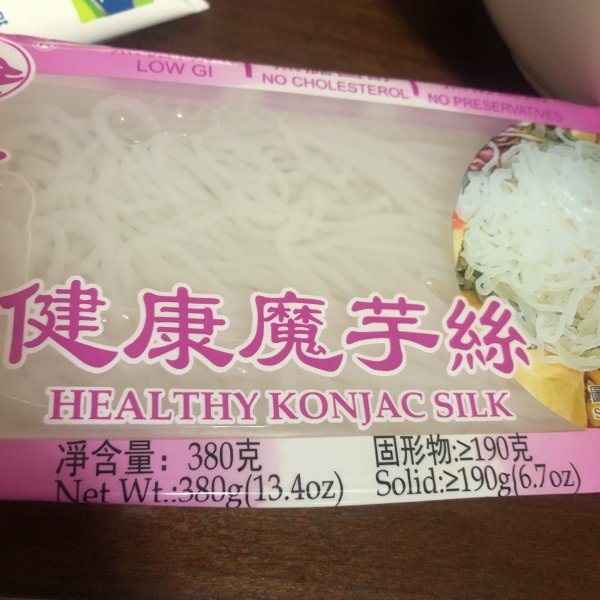 LOW GI
NO CHOLESTEROL
NO PRESERVATIVES
健康魔芋絲
HEALTHY KONJAC SILK
淨含量：380克
Net Wt.:380g(13.4oz)
固形物:≥190克
Solid:≥190g(6.7oz)